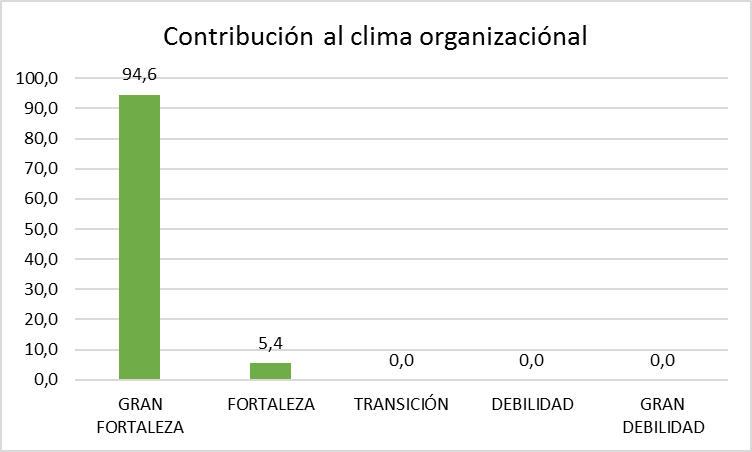 Contribución al clima organizaciónal
94,6
100,0
90,0
80,0
70,0
60,0
50,0
40,0
30,0
20,0
10,0
0,0
5,4
0,0
0,0
0,0
GRAN
FORTALEZA
FORTALEZA
TRANSICIÓN
DEBILIDAD
GRAN
DEBILIDAD